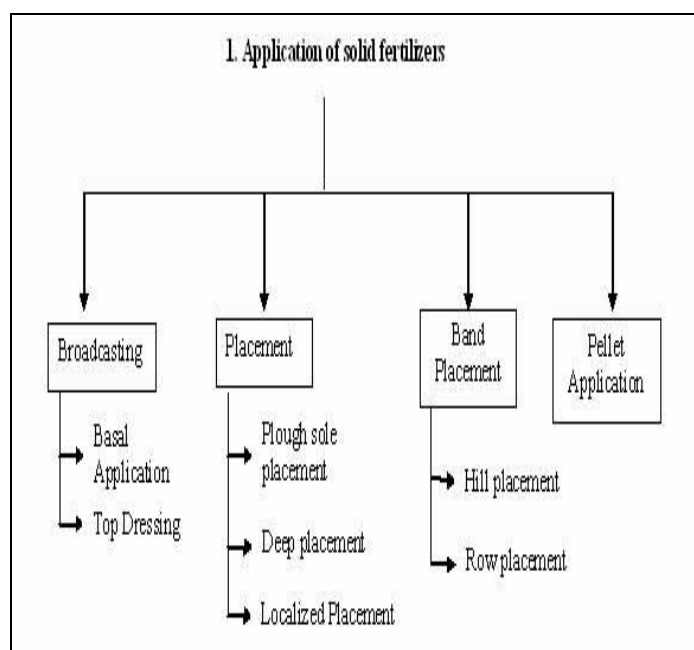 1. Application of solid fertilizers
Broadcasting
Basal
Application
Top Dressing
Placement
Plough sole
placement
Deep placement
Localized Placement
Band
Placement
Hill placement
Row placement
Pellet
Application